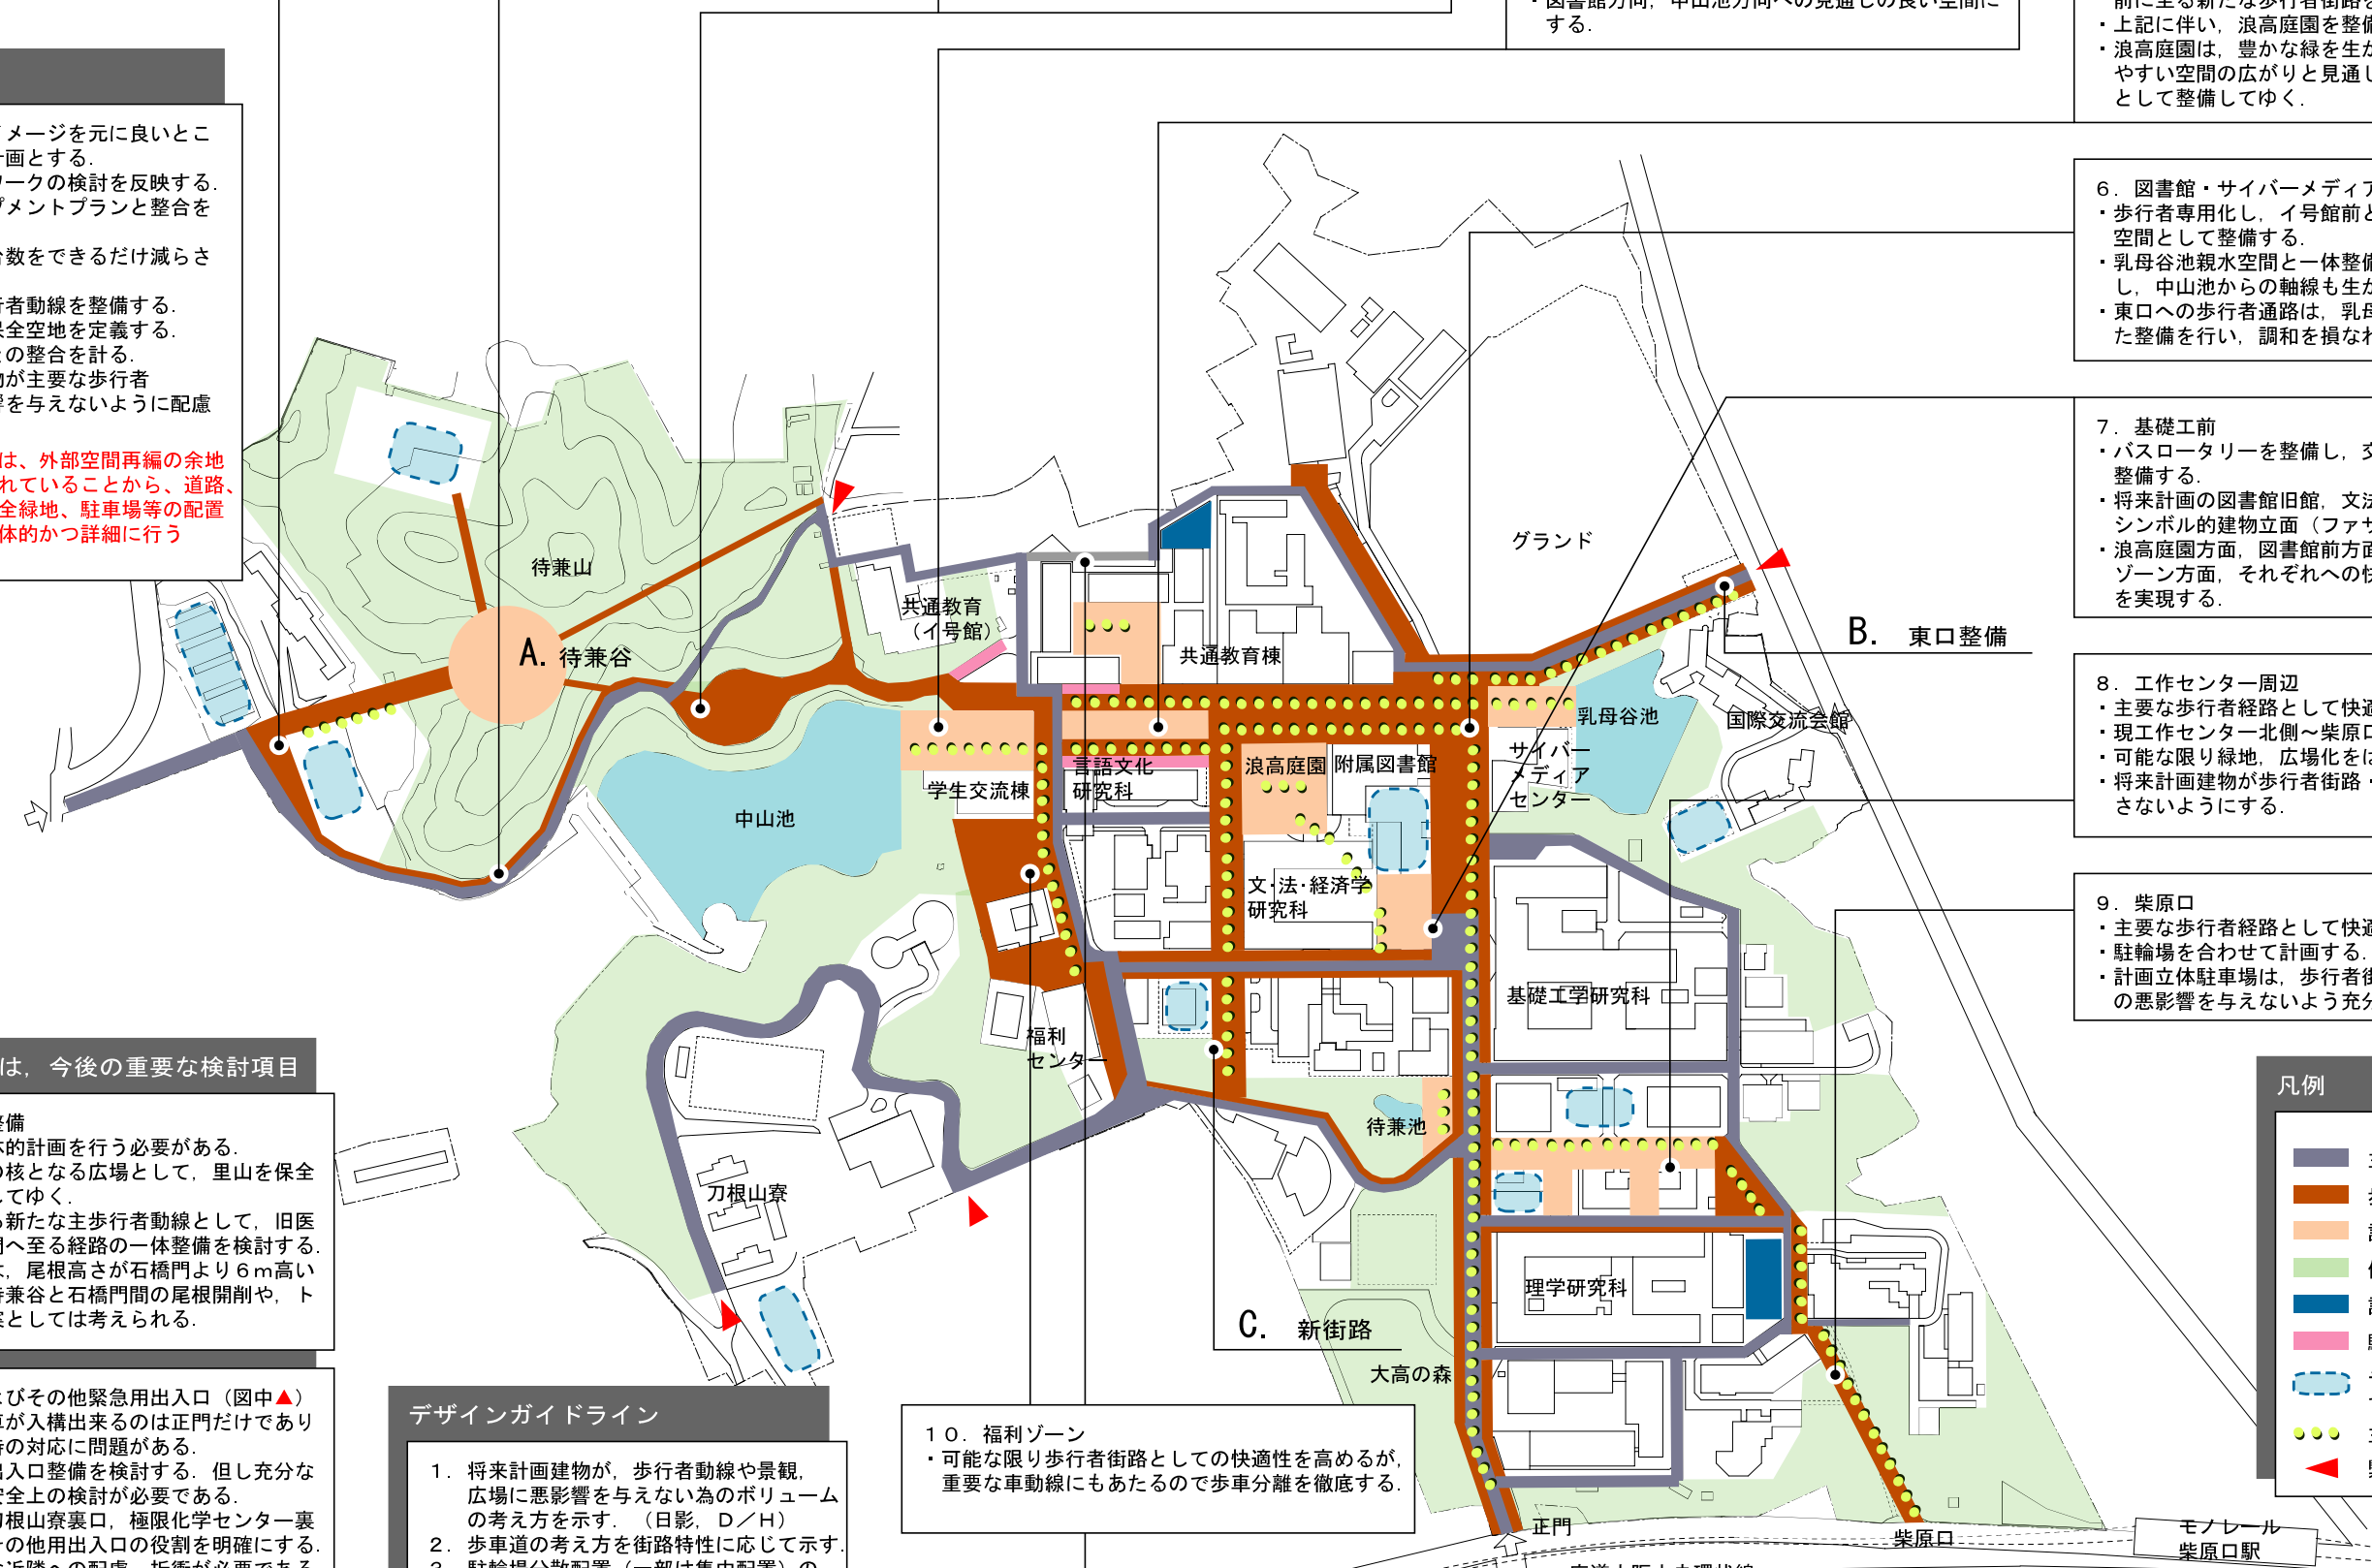 する．
・上記に伴い，浪高庭園を整
・浪高庭園は，豊かな緑を生
やすい空間の広がりと見通し
として整備してゆく．
メージを元に良いとこ
画とする．
ワークの検討を反映する．
プメントプランと整合を
台数をできるだけ減らさ
行者動線を整備する．
保全空地を定義する．
の整合を計る．
物が主要な歩行者
響を与えないように配慮
は、外部空間再編の余地
れていることから、道路、
全緑地、駐車場等の配置
体的かつ詳細に行う
６．図書館・サイバーメディア
・歩行者専用化し，イ号館前と
空間として整備する．
・乳母谷池親水空間と一体整備
し，中山池からの軸線も生か
・東口への歩行者通路は，乳母
た整備を行い，調和を損なわ
７．基礎工前
・バスロータリーを整備し，交
整備する．
・将来計画の図書館旧館，文法
シンボル的建物立面（ファサ
・浪高庭園方面，図書館前方面
ゾーン方面，それぞれへの快
を実現する．
８．工作センター周辺
・主要な歩行者経路として快適
・現工作センター北側～柴原口
・可能な限り緑地，広場化をは
・将来計画建物が歩行者街路・
さないようにする．
９．柴原口
・主要な歩行者経路として快適
・駐輪場を合わせて計画する．
・計画立体駐車場は，歩行者街
の悪影響を与えないよう充分
待兼山
A. 待兼谷
共通教育
（イ号館）
共通教育棟
グランド
B. 東口整備
乳母谷池
国際交流会館
サイバー
メディア
センター
中山池
学生交流棟
言語文化
研究科
浪高庭園
附属図書館
文・法・経済学
研究科
基礎工学研究科
福利
センター
待兼池
刀根山寮
理学研究科
C. 新街路
大高の森
正門
柴原口
モノレール
柴原口駅
凡例
は，今後の重要な検討項目
整備
体的計画を行う必要がある．
の核となる広場として，里山を保全
してゆく．
る新たな主歩行者動線として，旧医
間へ至る経路の一体整備を検討する．
は，尾根高さが石橋門より６ｍ高い
待兼谷と石橋門間の尾根開削や，ト
案としては考えられる．
よびその他緊急用出入口（図中▲）
車が入構出来るのは正門だけであり
時の対応に問題がある．
出入口整備を検討する．但し充分な
安全上の検討が必要である．
刀根山寮裏口，極限化学センター裏
その他用出入口の役割を明確にする．
デザインガイドライン
１．将来計画建物が，歩行者動線や景観，
広場に悪影響を与えない為のボリューム
の考え方を示す．（日影，Ｄ／Ｈ）
２．歩車道の考え方を街路特性に応じて示す．
１０．福利ゾーン
・可能な限り歩行者街路としての快適性を高めるが，
重要な車動線にもあたるので歩車分離を徹底する．